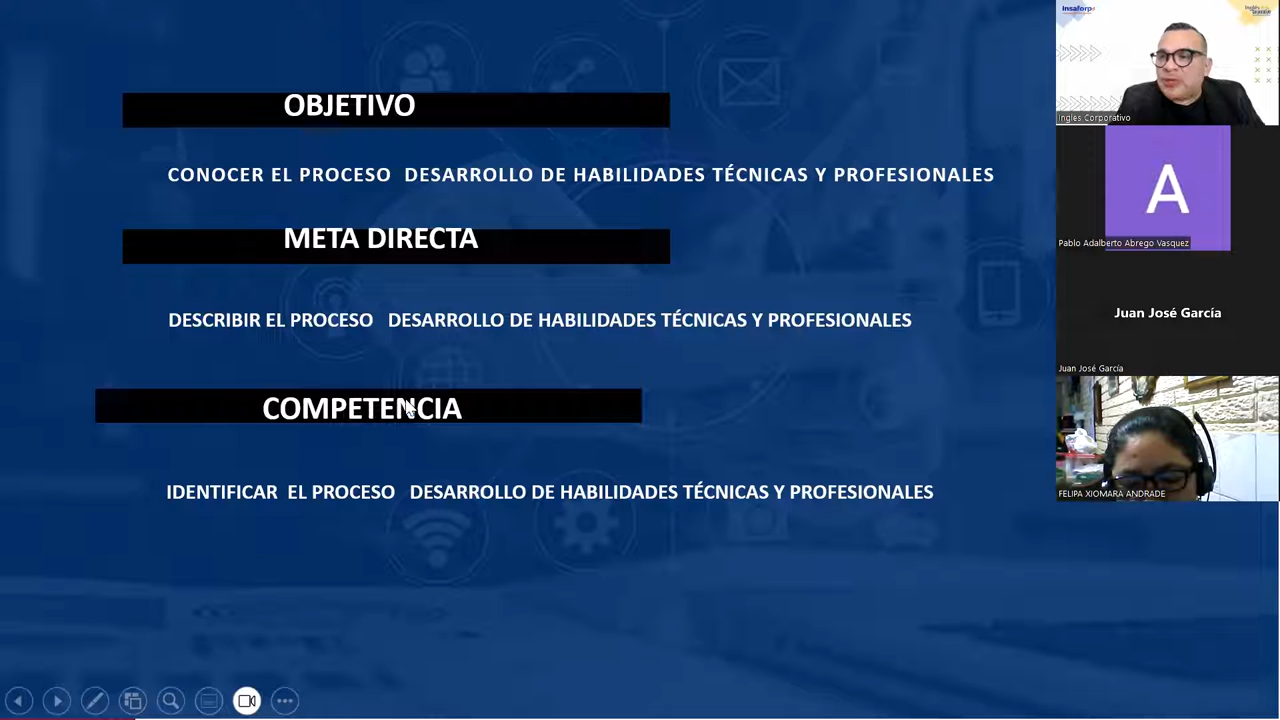 OBJETIVO
CONOCER EL PROCESO DESARROLLO DE HABILIDADES TÉCNICAS Y PROFESIONALES
META DIRECTA
DESCRIBIR EL PROCESO DESARROLLO DE HABILIDADES TÉCNICAS Y PROFESIONALES
COMPETENCIA
IDENTIFICAR EL PROCESO DESARROLLO DE HABILIDADES TÉCNICAS Y PROFESIONALES
insaforp
Ingles Corporativo
A
Pablo Adalberto Abrego Vasquez
Juan José García
Juan José García
FELIPA XIOMARA ANDRADE